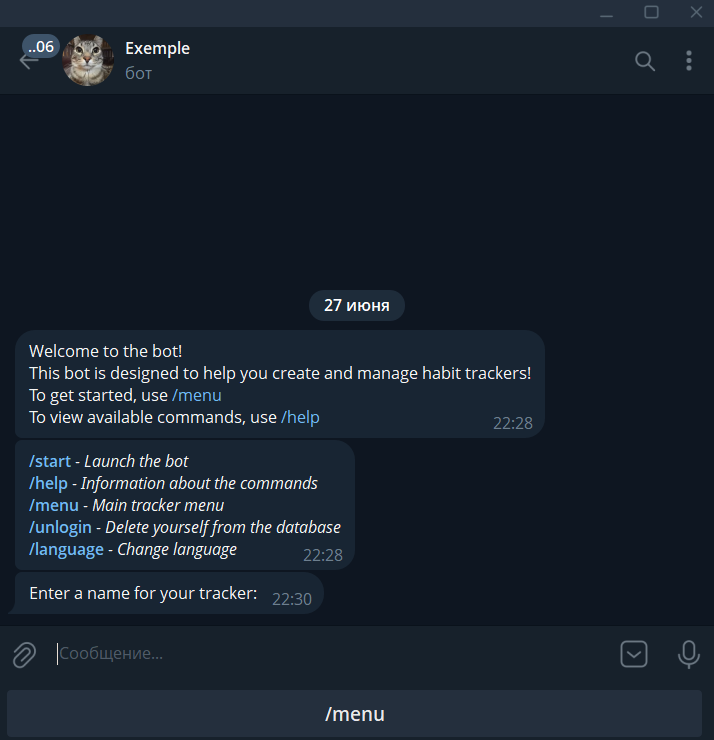 ..06
Exemple
бот
27 июня
Welcome to the bot!
This bot is designed to help you create and manage habit trackers!
To get started, use /menu
To view available commands, use /help
22:28
/start - Launch the bot
/help - Information about the commands
/menu - Main tracker menu
/unlogin - Delete yourself from the database
/language - Change language
22:28
Enter a name for your tracker:
22:30
Сообщение...
/menu